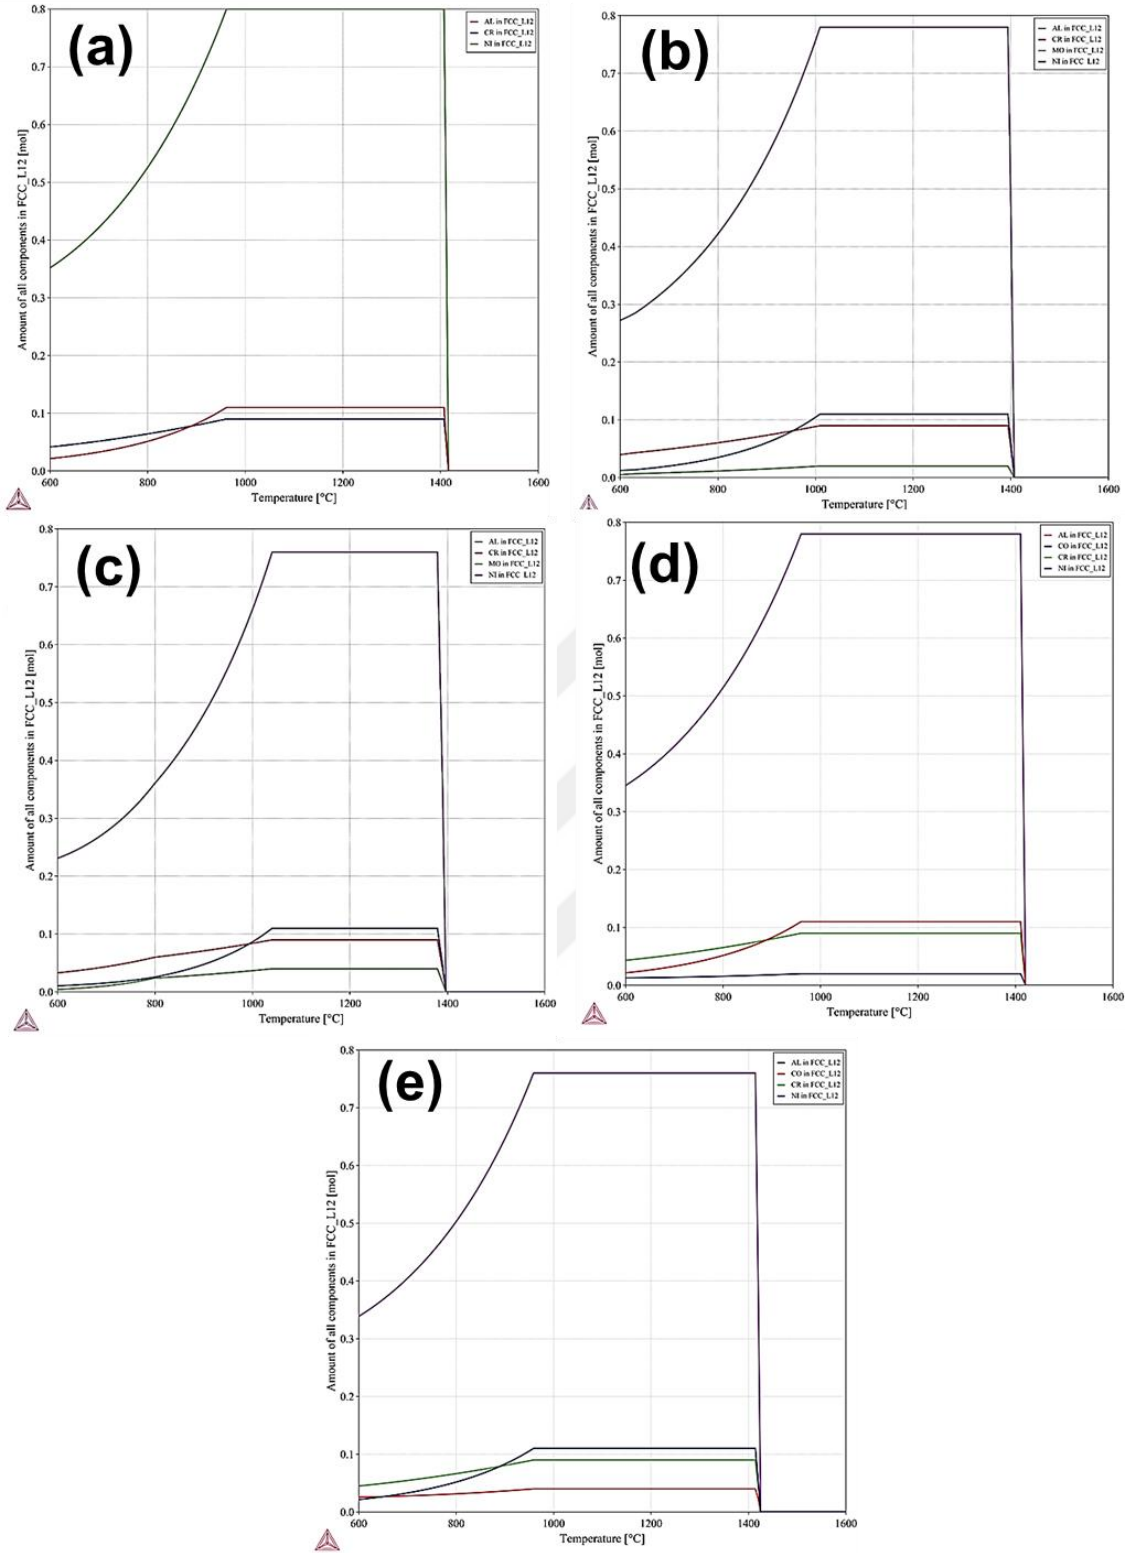 (a)
AL in FCC_L12
CR in FCC_L12
NI in FCC_L12
Amount of all components in FCC_L12 [mol]
0.8
0.7
0.6
0.5
0.4
0.3
0.2
0.1
0.0
600 800 1000 1200 1400 1600
Temperature [°C]
(b)
AL in FCC_L12
CR in FCC_L12
MO in FCC_L12
NI in FCC_L12
Amount of all components in FCC_L12 [mol]
0.8
0.7
0.6
0.5
0.4
0.3
0.2
0.1
0.0
600 800 1000 1200 1400 1600
Temperature [°C]
(c)
AL in FCC_L12
CR in FCC_L12
MO in FCC_L12
NI in FCC_L12
Amount of all components in FCC_L12 [mol]
0.8
0.7
0.6
0.5
0.4
0.3
0.2
0.1
0.0
600 800 1000 1200 1400 1600
Temperature [°C]
(d)
AL in FCC_L12
CO in FCC_L12
CR in FCC_L12
NI in FCC_L12
Amount of all components in FCC_L12 [mol]
0.8
0.7
0.6
0.5
0.4
0.3
0.2
0.1
0.0
600 800 1000 1200 1400 1600
Temperature [°C]
(e)
AL in FCC_L12
CO in FCC_L12
CR in FCC_L12
NI in FCC_L12
Amount of all components in FCC_L12 [mol]
0.8
0.7
0.6
0.5
0.4
0.3
0.2
0.1
0.0
600 800 1000 1200 1400 1600
Temperature [°C]